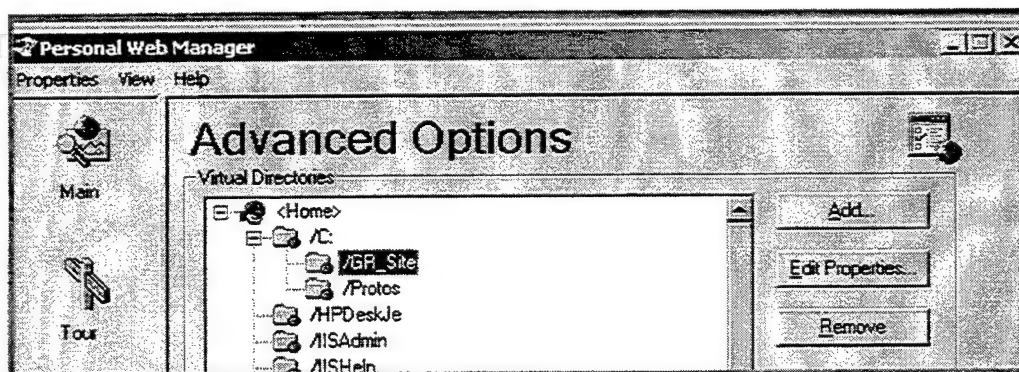 Personal Web Manager
Properties View Help
Advanced Options
Virtual Directories
Main
Tour
<Home>
/C:
/GR_Site
/Protos
/HPDeskJe
/IISAdmin
/IISHelp
Add...
Edit Properties...
Remove